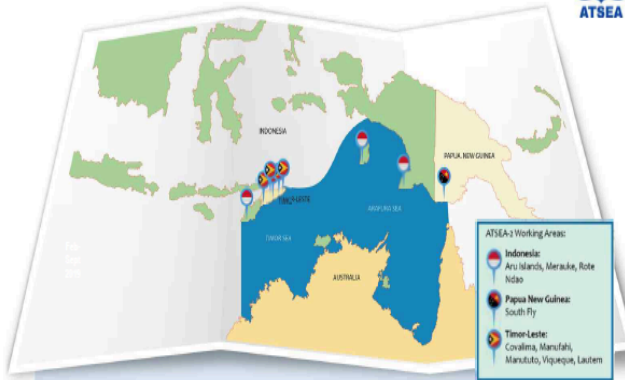 ATSEA
INDONESIA
PAPUA NEW GUINEA
TIMOR-LESTE
ARAFURA SEA
TIMOR SEA
AUSTRALIA
ATSEA-2 Working Areas:
Indonesia:
Aru Islands, Merauke, Rote
Ndao
Papua New Guinea:
South Fly
Timor-Leste:
Covalima, Manufahi,
Manututo, Viqueque, Lautem